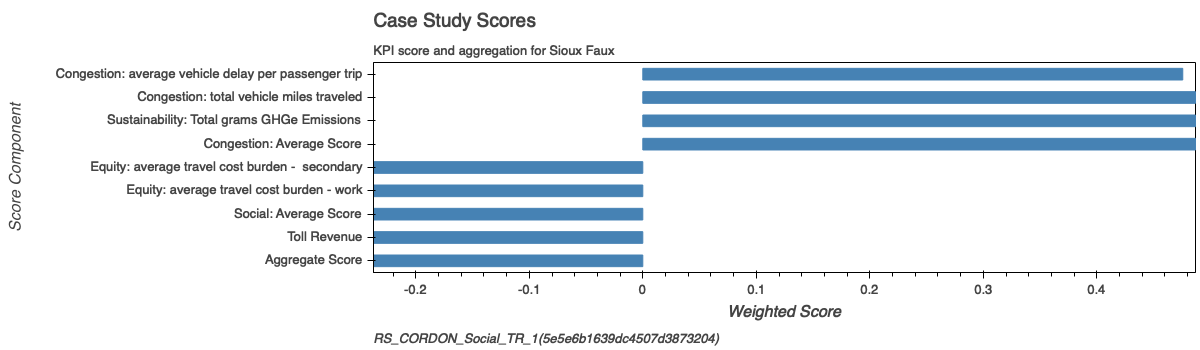 Case Study Scores
KPI score and aggregation for Sioux Faux
Score Component
Congestion: average vehicle delay per passenger trip
Congestion: total vehicle miles traveled
Sustainability: Total grams GHGe Emissions
Congestion: Average Score
Equity: average travel cost burden -  secondary
Equity: average travel cost burden - work
Social: Average Score
Toll Revenue
Aggregate Score
-0.2 -0.1 0 0.1 0.2 0.3 0.4
Weighted Score
RS_CORDON_Social_TR_1(5e5e6b1639dc4507d3873204)